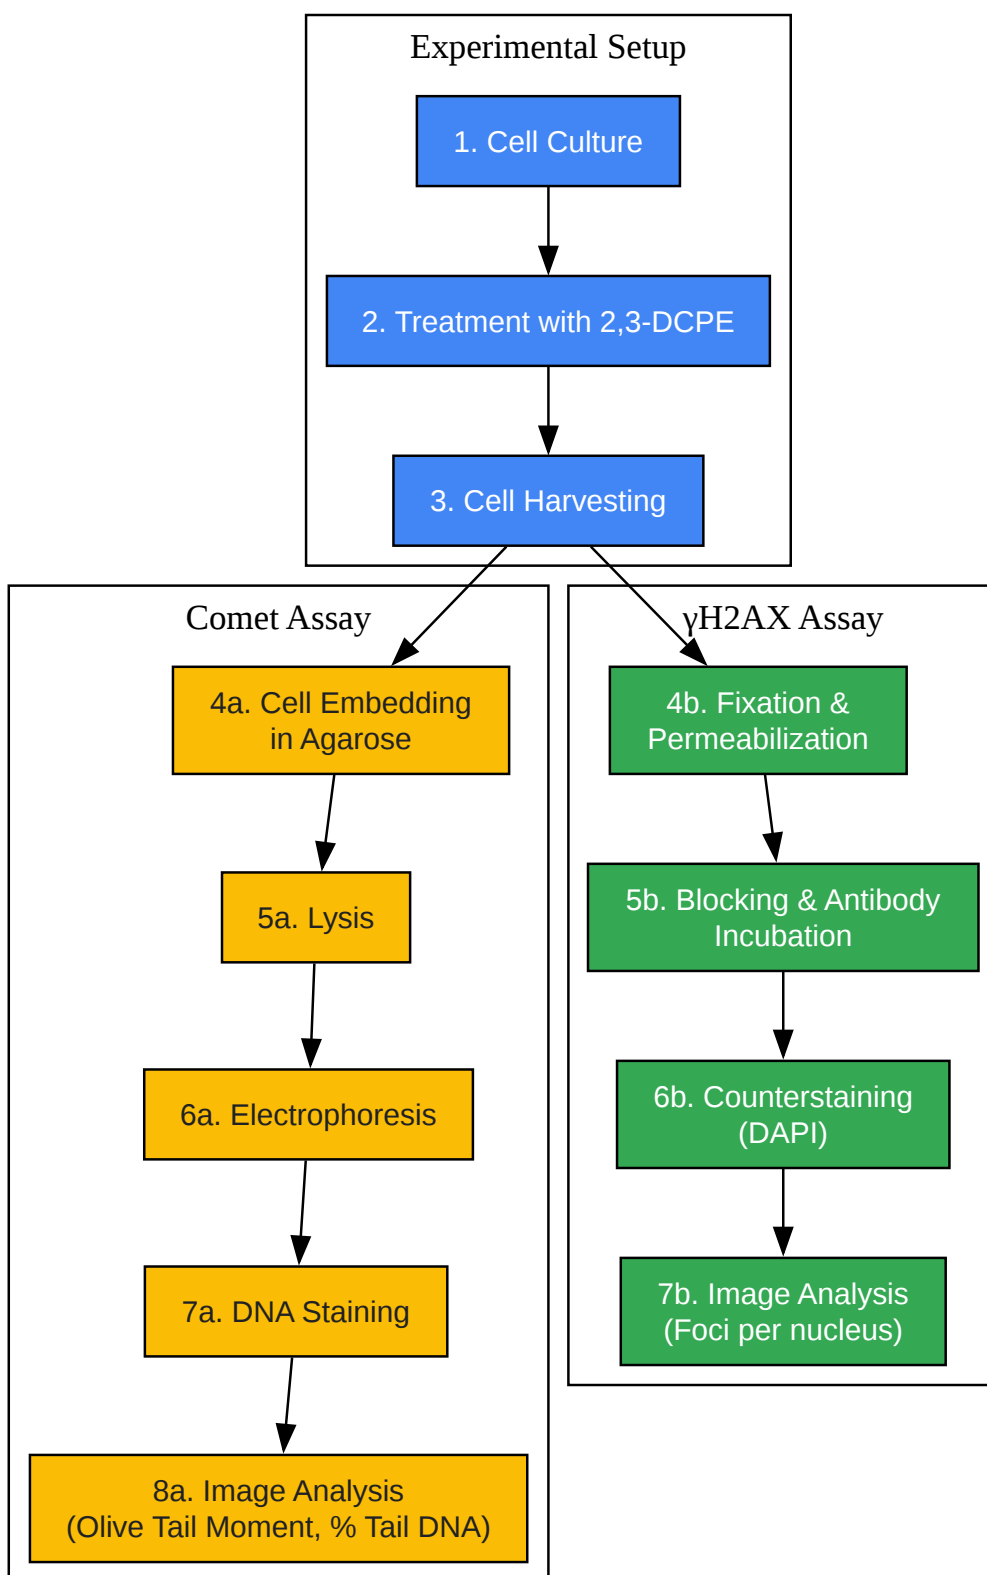 Experimental Setup
1. Cell Culture
2. Treatment with 2,3-DCPE
3. Cell Harvesting
Comet Assay
4a. Cell Embedding
in Agarose
5a. Lysis
6a. Electrophoresis
7a. DNA Staining
8a. Image Analysis
(Olive Tail Moment, % Tail DNA)
γH2AX Assay
4b. Fixation &
Permeabilization
5b. Blocking & Antibody
Incubation
6b. Counterstaining
(DAPI)
7b. Image Analysis
(Foci per nucleus)